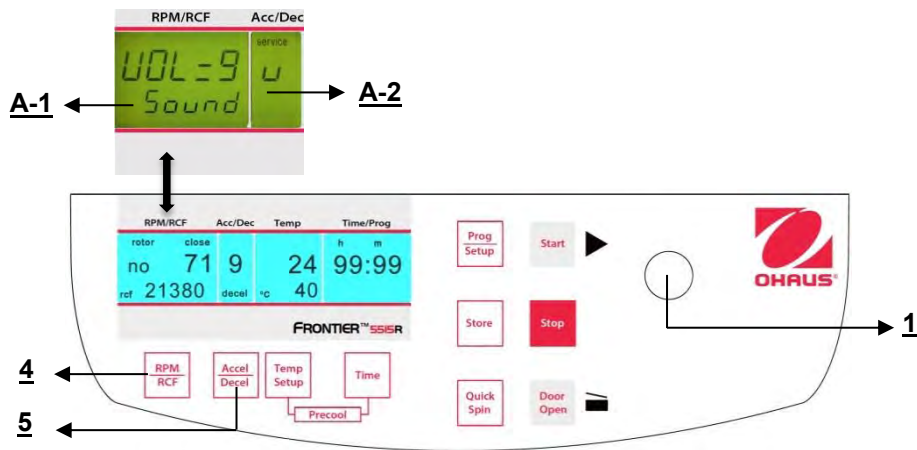 RPM/RCF Acc/Dec
service
VOL=9 u
Sound
A-1 A-2
RPM/RCF Acc/Dec Temp Time/Prog
rotor close h m
no 71 9 24 99:99
rcf 21380 decel °C 40
FRONTIER™ 5515R
RPM
RCF
Accel
Decel
Temp
Setup
Time
Precool
Prog
Setup
Start
Store
Stop
Quick
Spin
Door
Open
OHAUS®
1
4
5